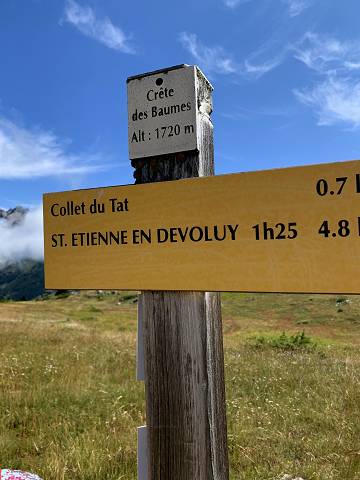 Crête
des Baumes
Alt : 1720 m
Collet du Tat 0.7
ST. ETIENNE EN DEVOLUY 1h25 4.8